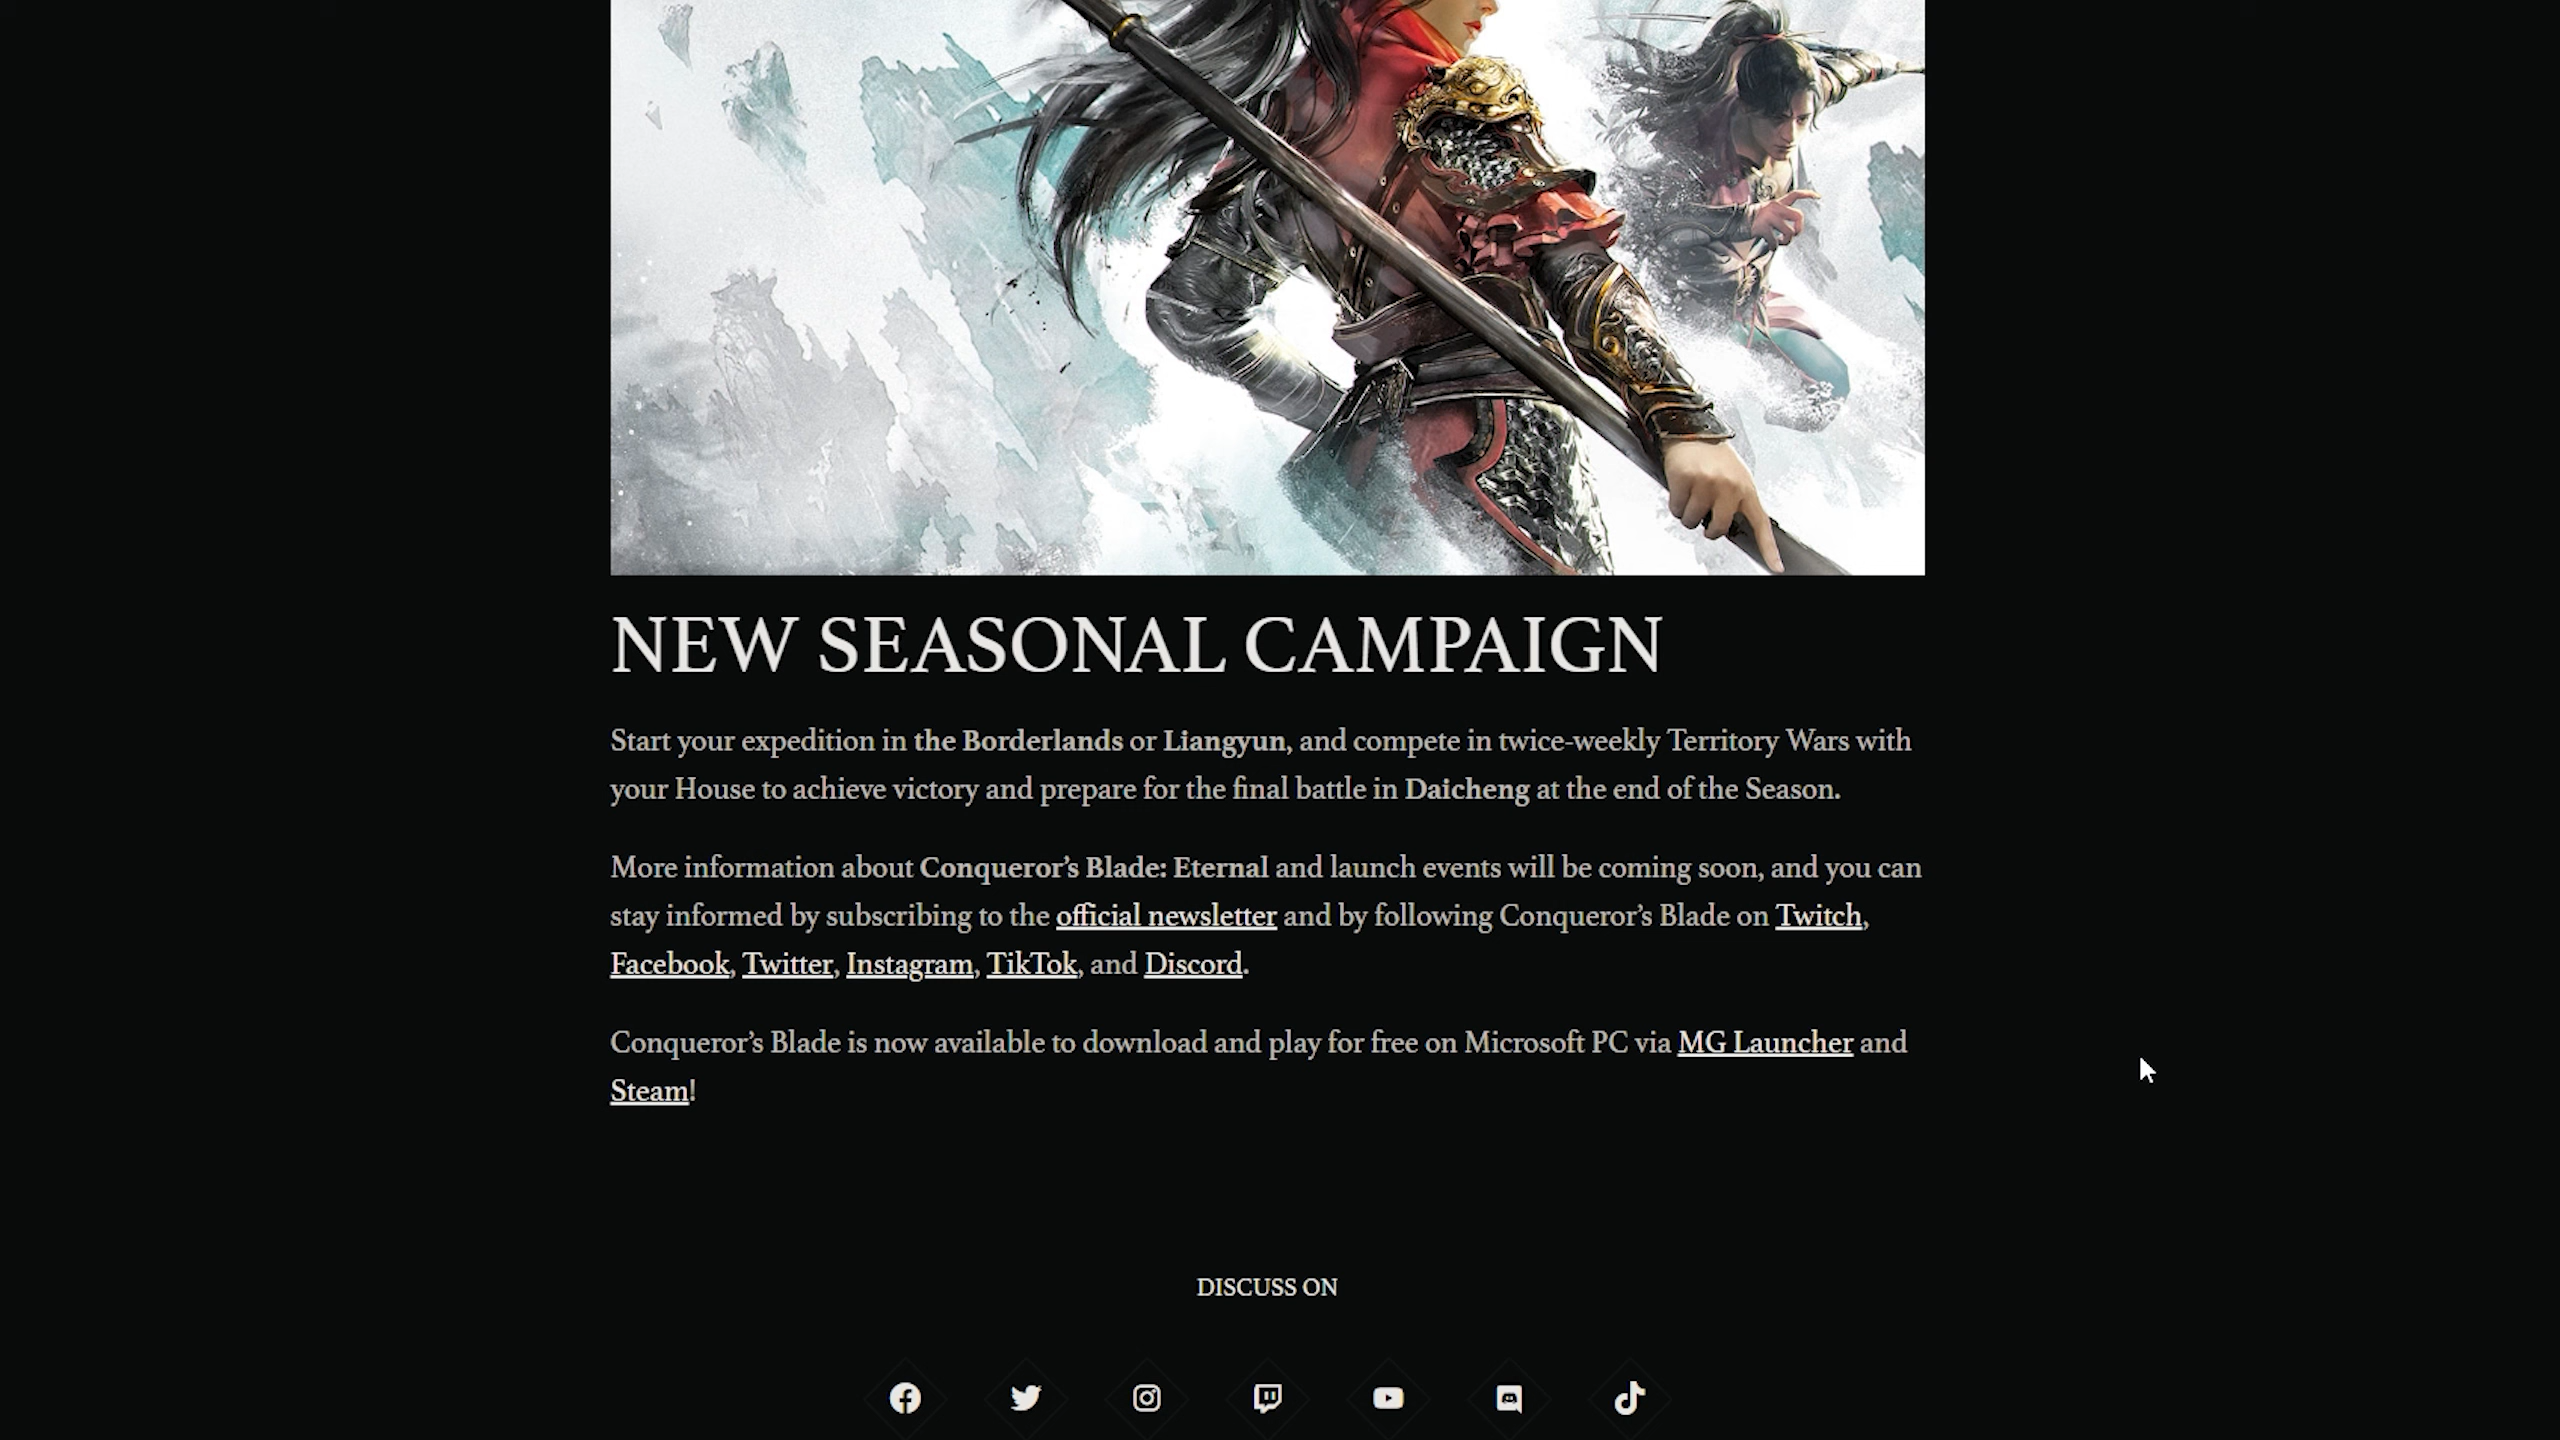 NEW SEASONAL CAMPAIGN
Start your expedition in the Borderlands or Liangyun, and compete in twice-weekly Territory Wars with
your House to achieve victory and prepare for the final battle in Daicheng at the end of the Season.
More information about Conqueror’s Blade: Eternal and launch events will be coming soon, and you can
stay informed by subscribing to the official newsletter and by following Conqueror’s Blade on Twitch,
Facebook, Twitter, Instagram, TikTok, and Discord.
Conqueror’s Blade is now available to download and play for free on Microsoft PC via MG Launcher and
Steam!
DISCUSS ON